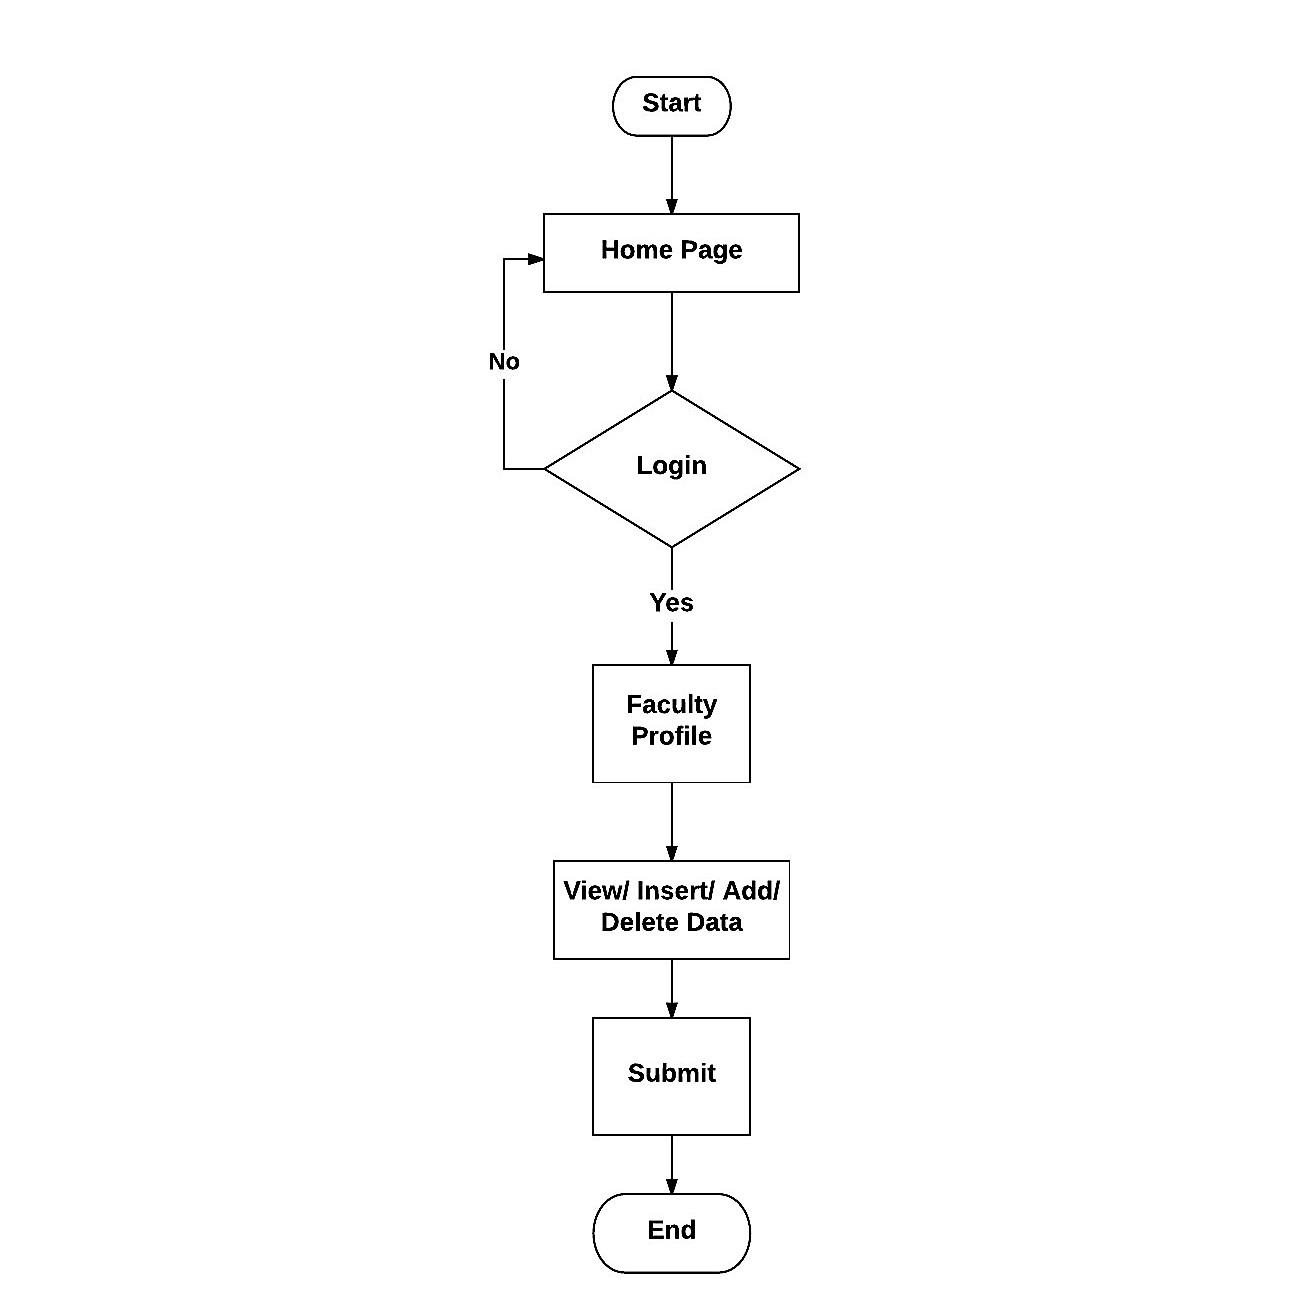 Start
Home Page
No
Login
Yes
Faculty
Profile
View/ Insert/ Add/
Delete Data
Submit
End